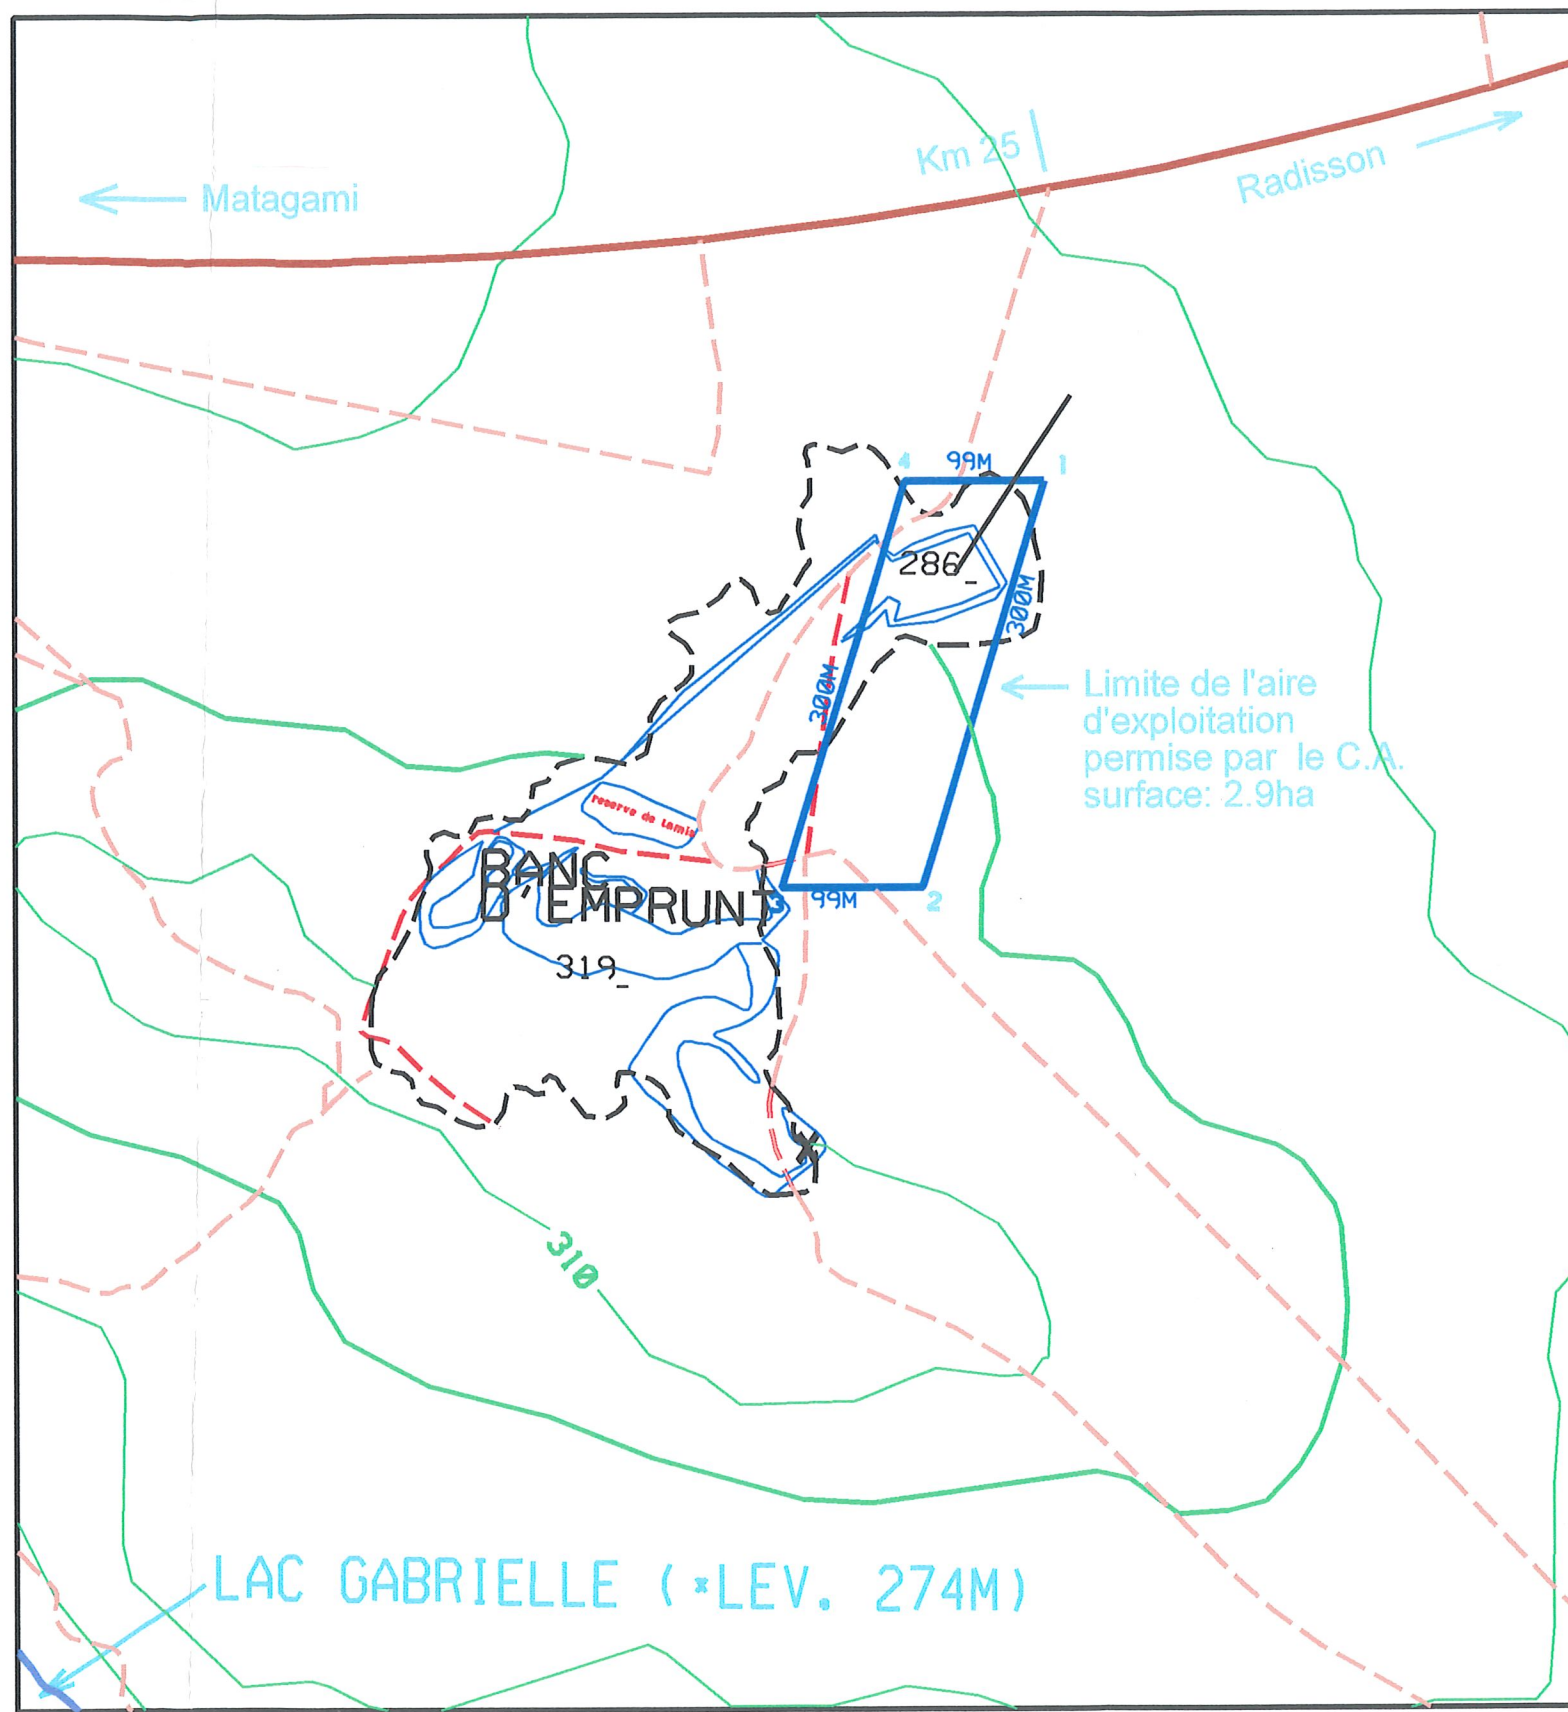 Km 25
Radisson
Matagami
4
99M
1
286
300M
300M
Limite de l'aire
d'exploitation
permise par le C.A.
surface: 2.9ha
reserve de tamis
BANC
D'EMPRUNT
3
99M
2
319
310
LAC GABRIELLE (*LEV. 274M)